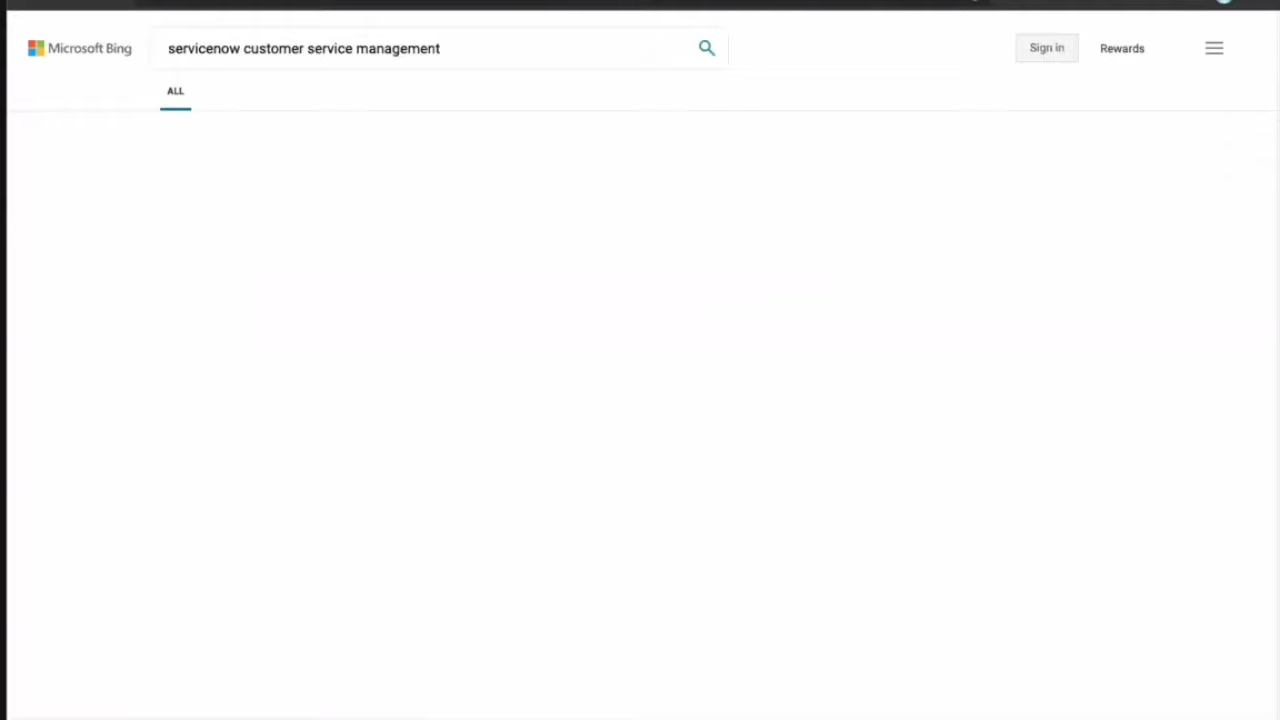 Microsoft Bing
servicenow customer service management
Sign in
Rewards
ALL